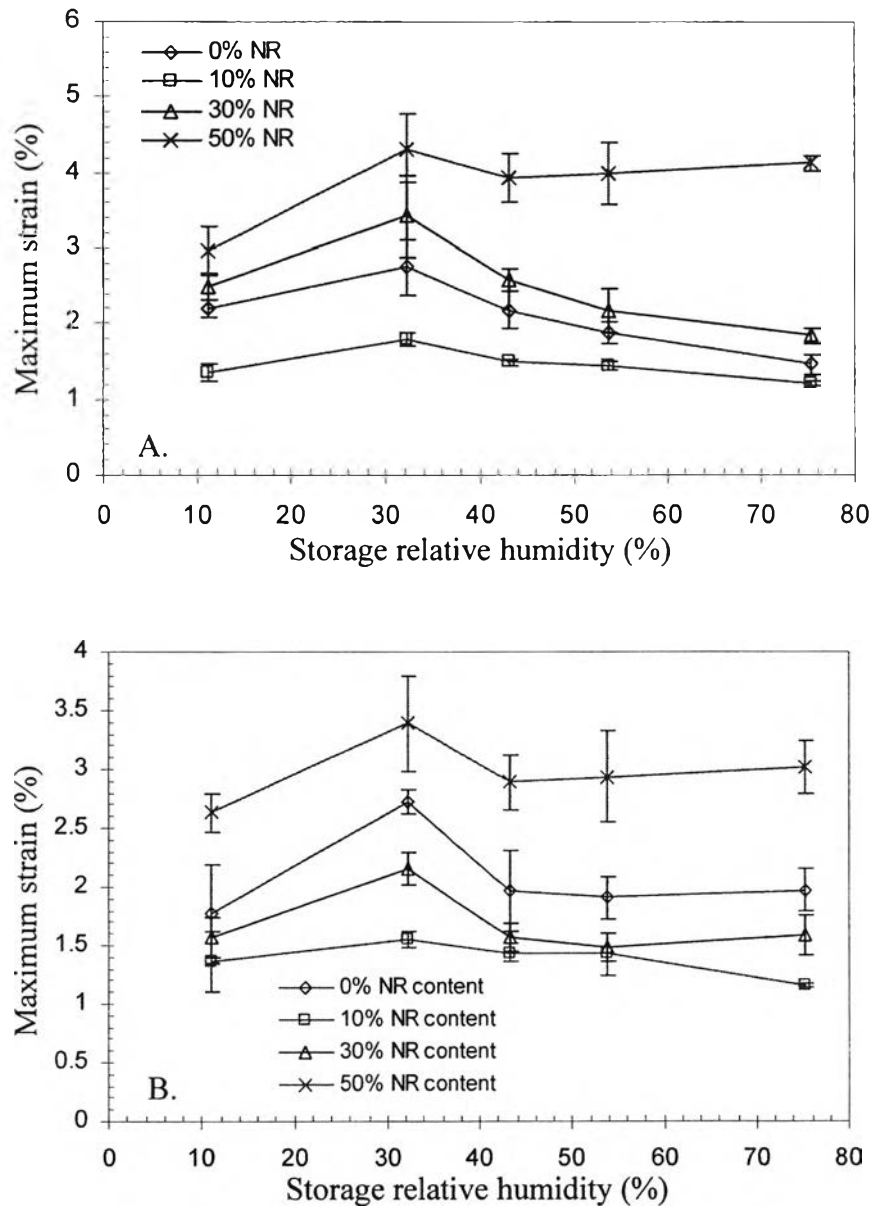 6
5
4
3
2
1
0
Maximum strain (%)
0% NR
10% NR
30% NR
50% NR
A.
0 10 20 30 40 50 60 70 80
Storage relative humidity (%)
4
3.5
3
2.5
2
1.5
1
0.5
0
Maximum strain (%)
0% NR content
10% NR content
30% NR content
50% NR content
B.
0 10 20 30 40 50 60 70 80
Storage relative humidity (%)